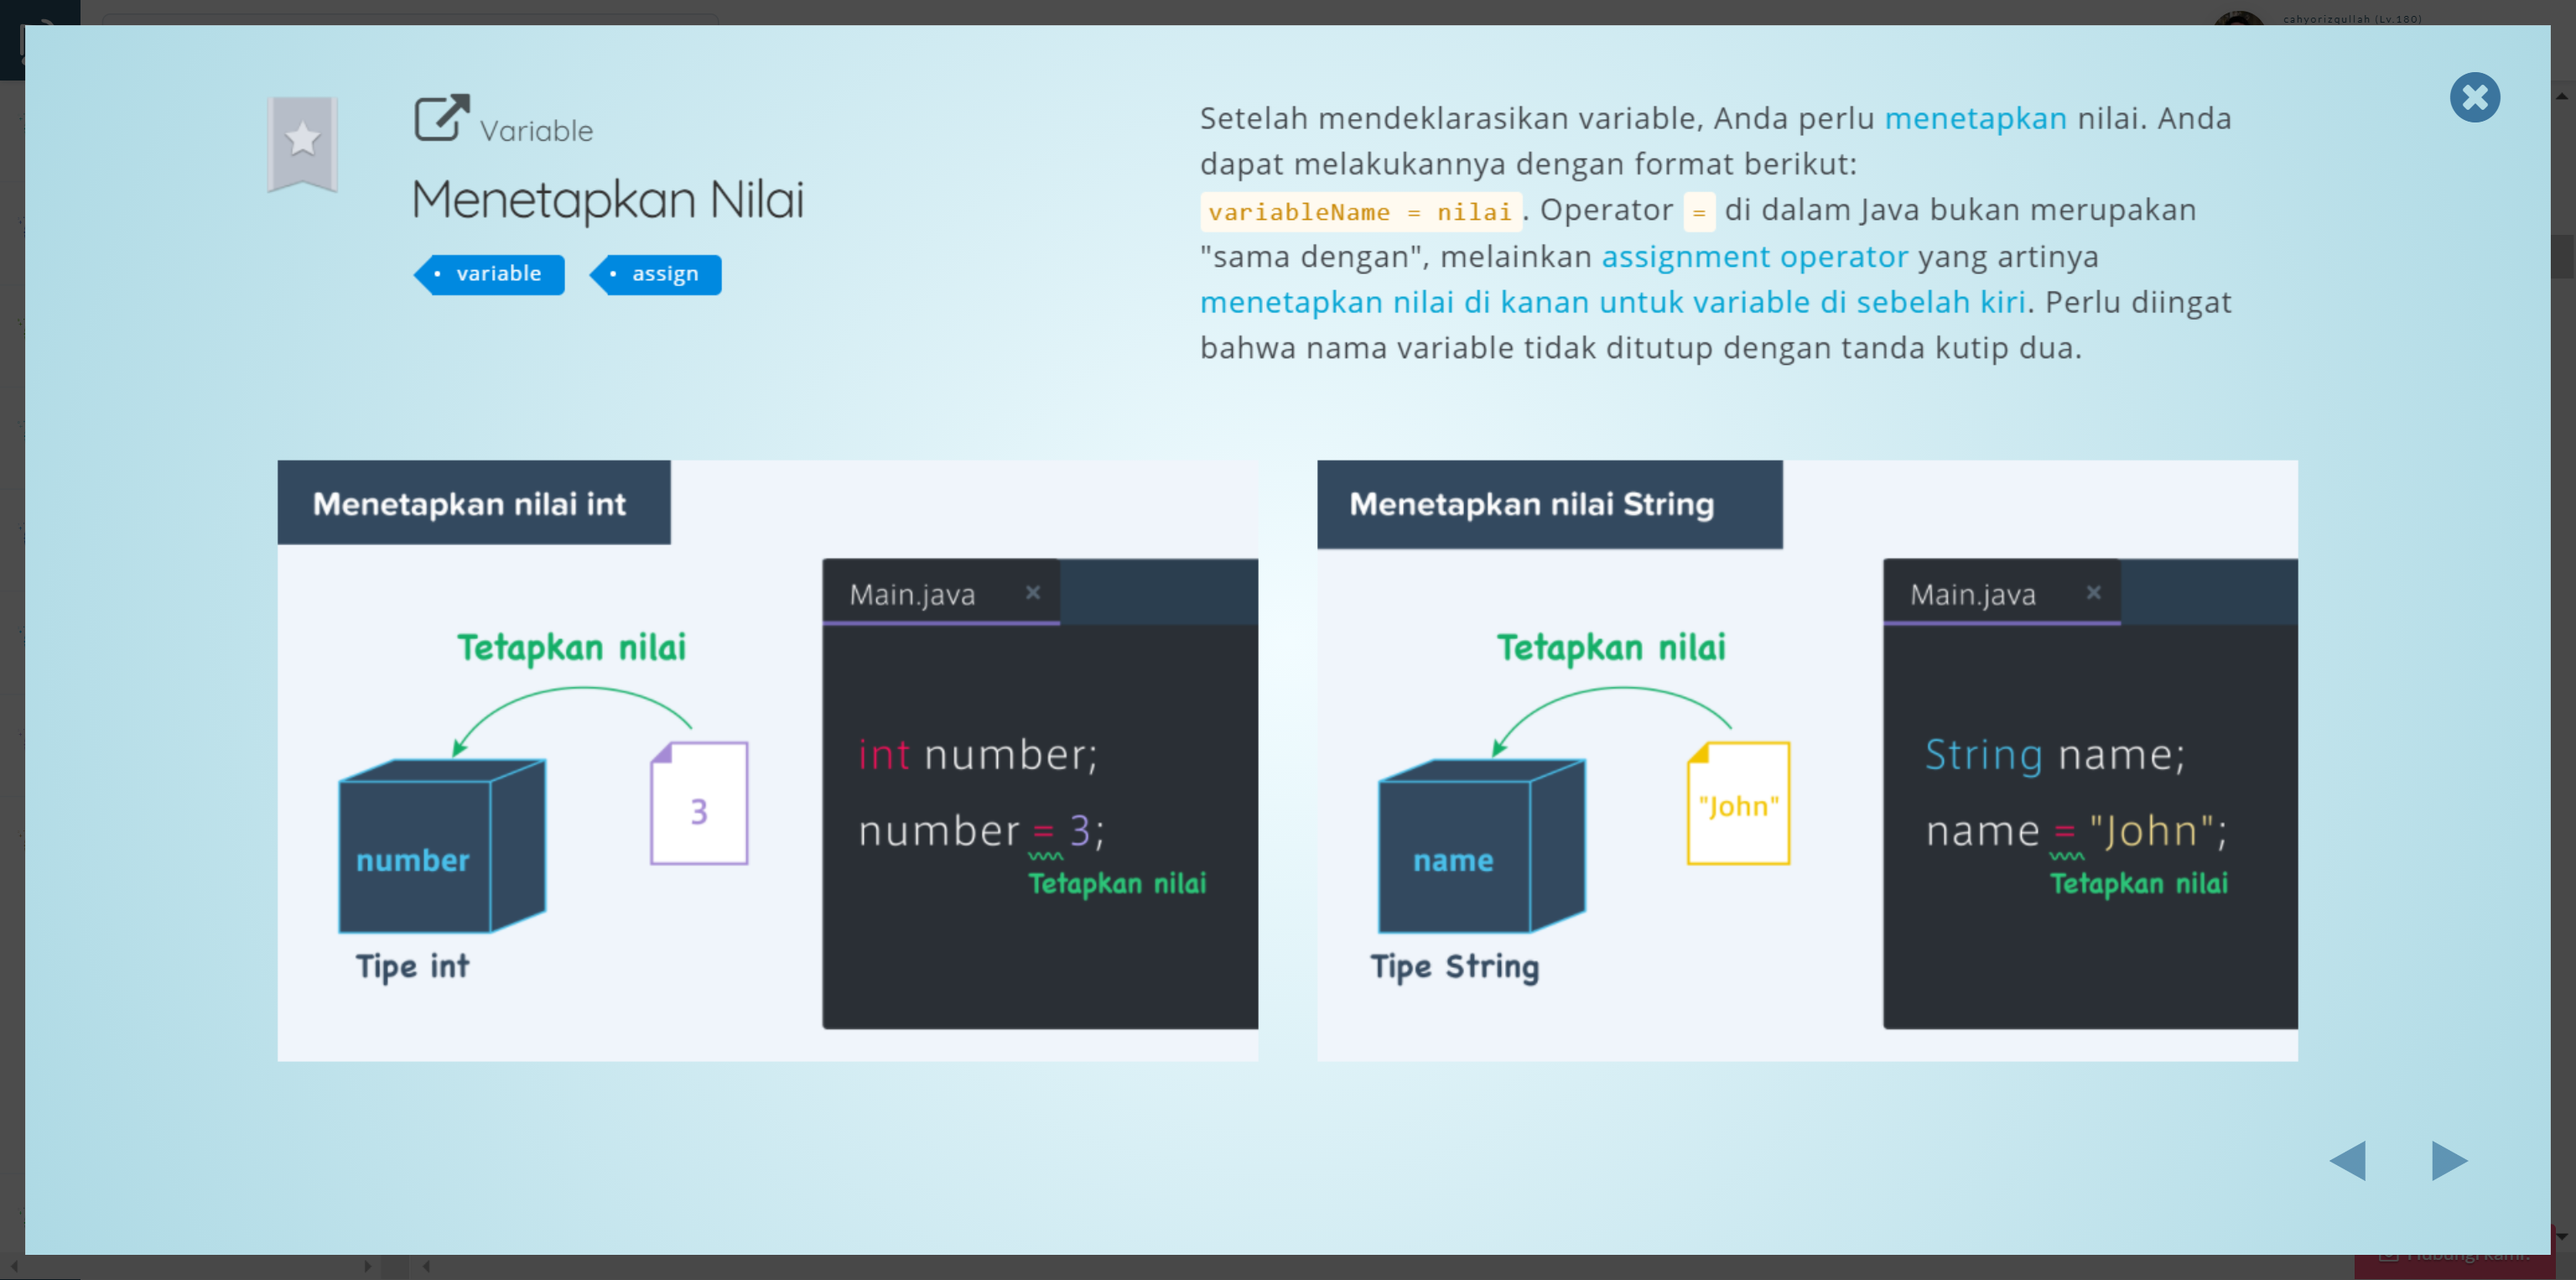 cahyorizqullah (Lv.180)
Variable
Menetapkan Nilai
• variable • assign
Setelah mendeklarasikan variable, Anda perlu menetapkan nilai. Anda
dapat melakukannya dengan format berikut:
variableName = nilai. Operator = di dalam Java bukan merupakan
"sama dengan", melainkan assignment operator yang artinya
menetapkan nilai di kanan untuk variable di sebelah kiri. Perlu diingat
bahwa nama variable tidak ditutup dengan tanda kutip dua.
Menetapkan nilai int
Tetapkan nilai
3
number
Tipe int
Main.java ×
int number;
number = 3;
Tetapkan nilai
Menetapkan nilai String
Tetapkan nilai
"John"
name
Tipe String
Main.java ×
String name;
name = "John";
Tetapkan nilai